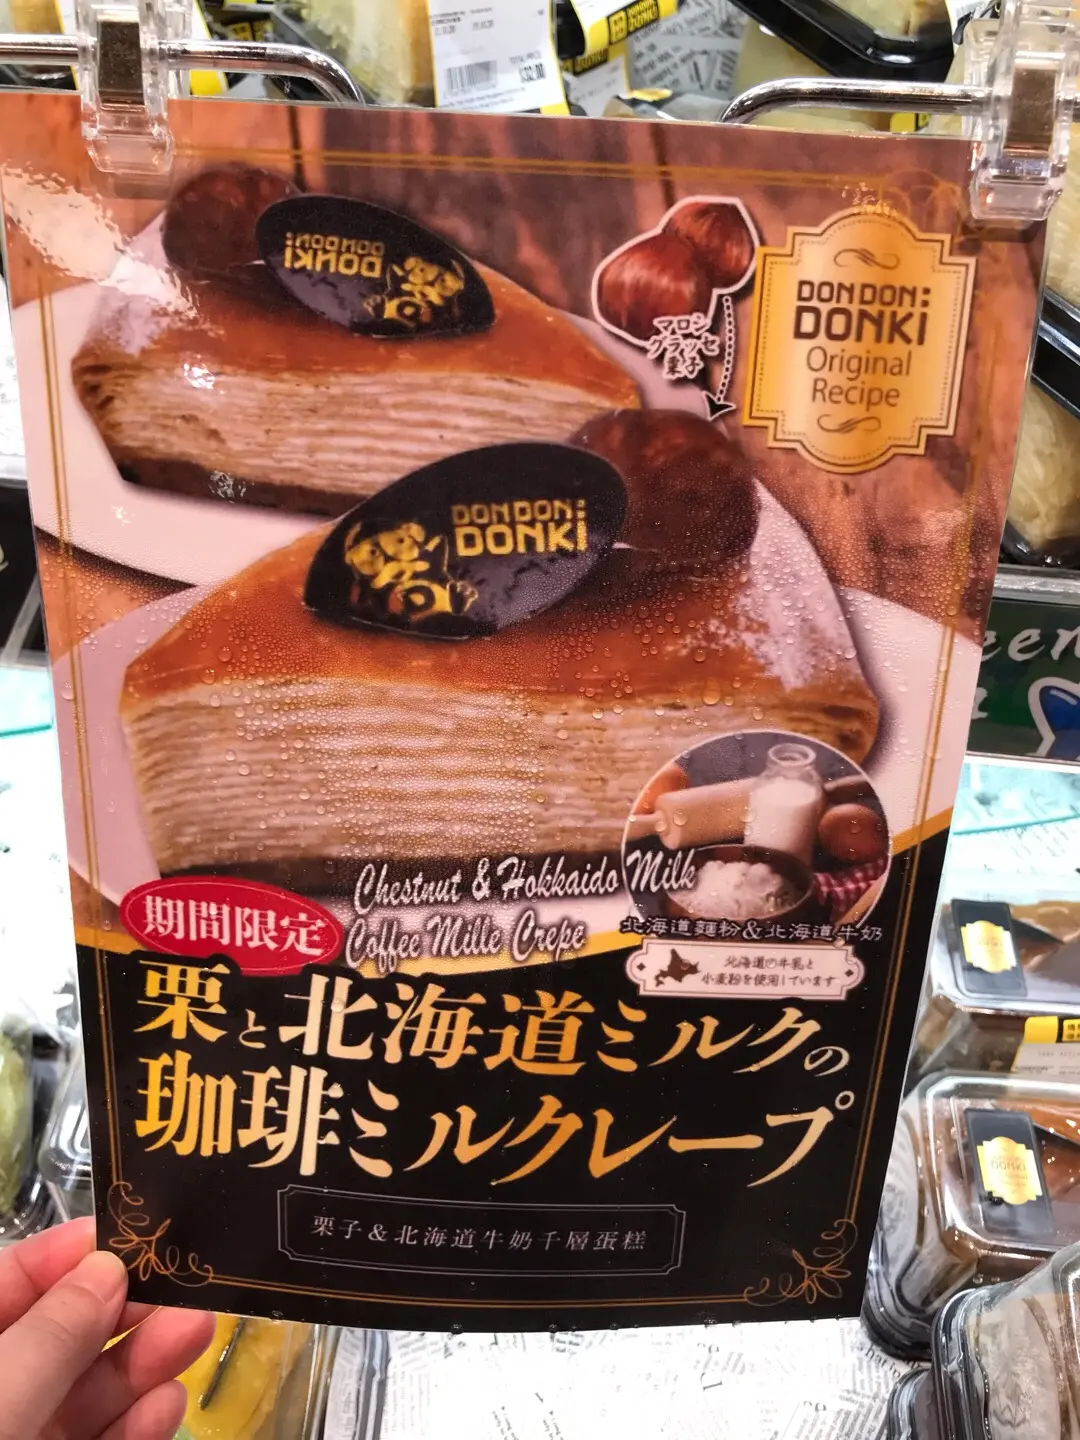 DON DON:
DONKI
DON DON:
DONKI
Original
Recipe
マロン
グラッセ
栗子
DON DON:
DONKI
Chestnut & Hokkaido Milk
Coffee Mille Crepe
期間限定
北海道麵粉&北海道牛奶
北海道の牛乳と
小麦粉を使用しています
栗と北海道ミルクの
珈琲ミルクレープ
栗子&北海道牛奶千層蛋糕